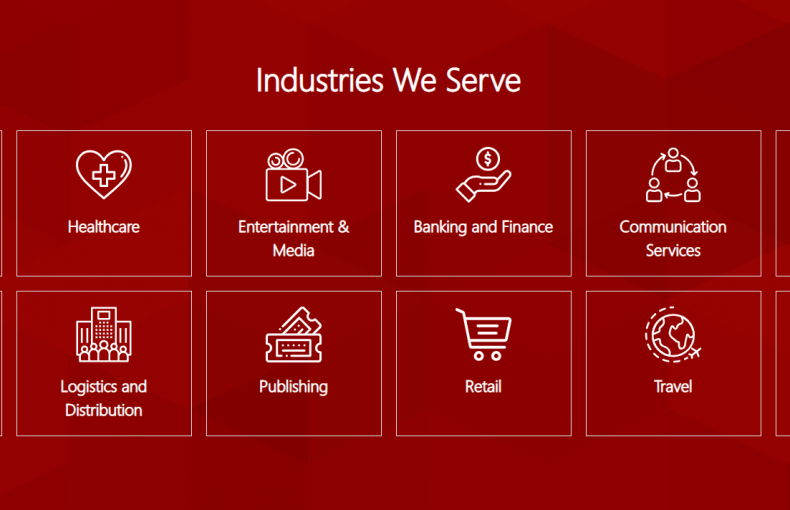 Industries We Serve
Healthcare
Entertainment &
Media
Banking and Finance
Communication
Services
Logistics and
Distribution
Publishing
Retail
Travel